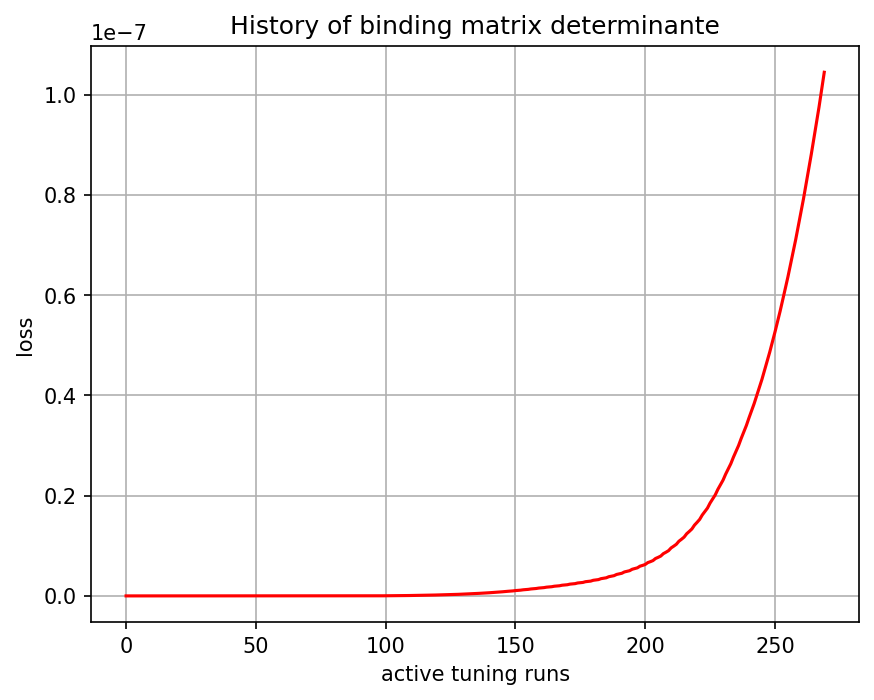 History of binding matrix determinante
1e−7
1.0
0.8
0.6
0.4
0.2
0.0
loss
0 50 100 150 200 250
active tuning runs